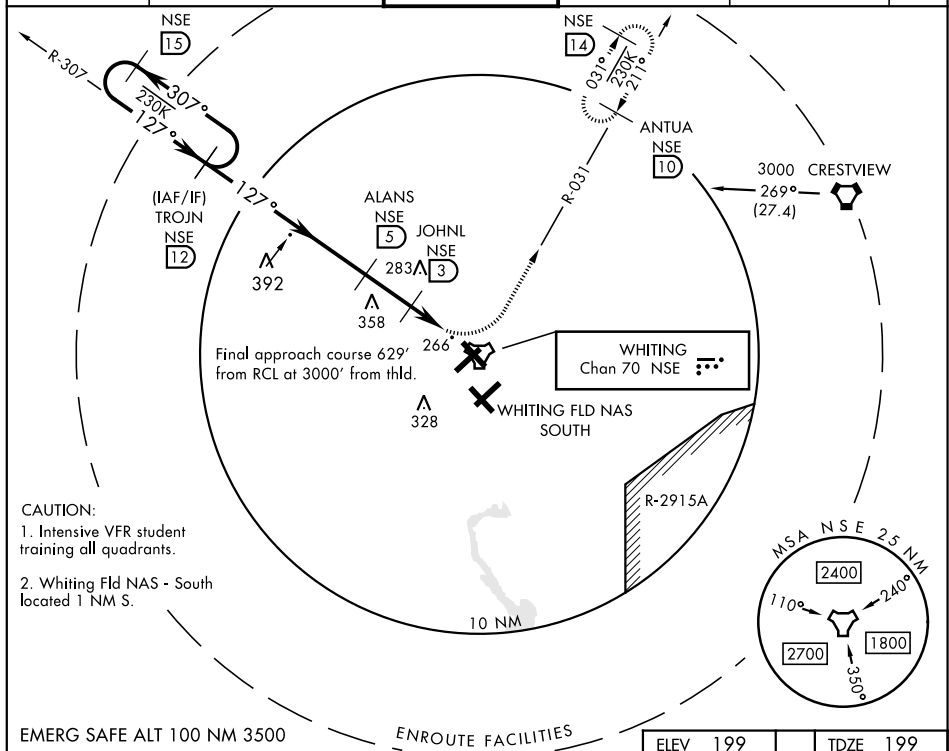 NSE
15
R-307
307°
230K
127°
NSE
14
031°
230K
211°
ANTUA
NSE
10
R-031
3000
269°
(27.4)
CRESTVIEW
(IAF/IF)
TROJN
NSE
12
127°
ALANS
NSE
5
JOHNL
NSE
3
283
392
358
266
Final approach course 629'
from RCL at 3000' from thld.
WHITING
Chan 70 NSE
328
WHITING FLD NAS
SOUTH
R-2915A
CAUTION:
1. Intensive VFR student
training all quadrants.
2. Whiting Fld NAS - South
located 1 NM S.
10 NM
MSA NSE 25 NM
2400
110°
240°
2700
1800
350°
EMERG SAFE ALT 100 NM 3500
ENROUTE FACILITIES
ELEV 199
TDZE 199